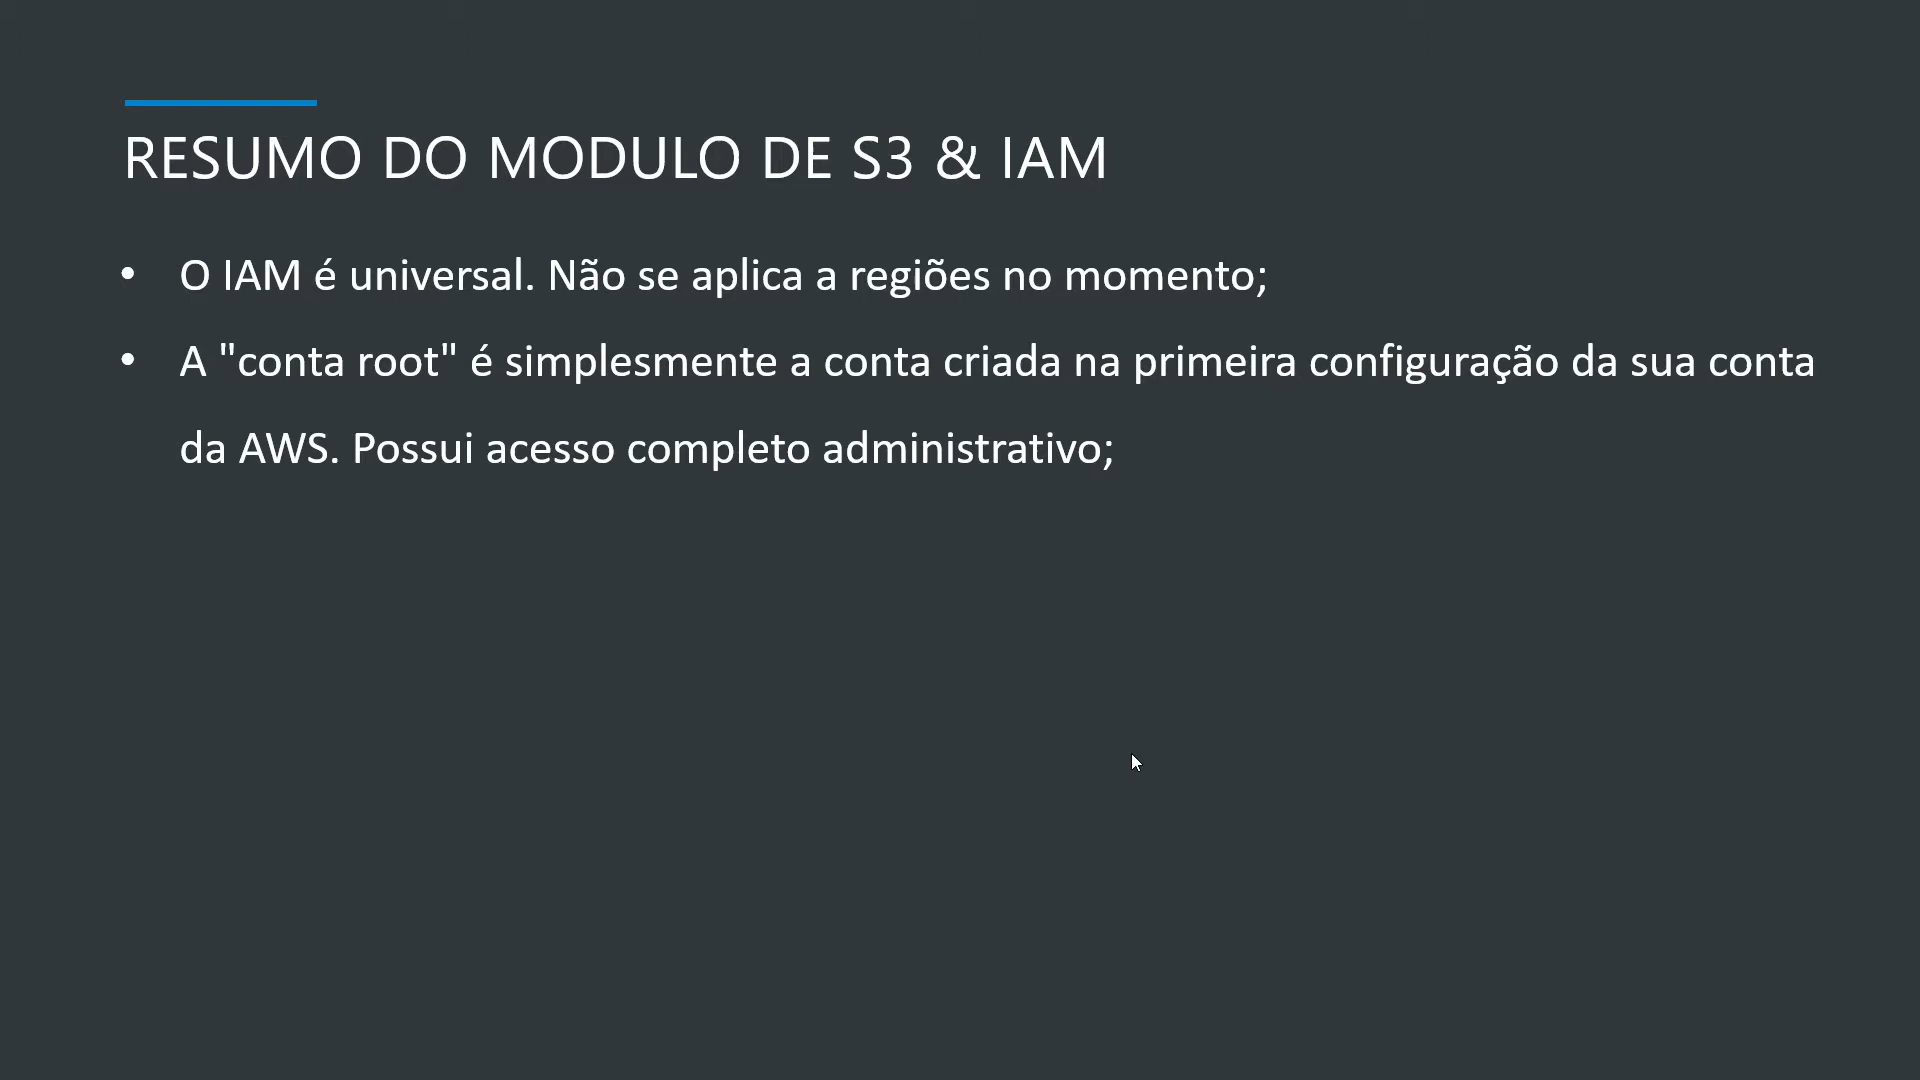 RESUMO DO MODULO DE S3 & IAM
• O IAM é universal. Não se aplica a regiões no momento;
• A "conta root" é simplesmente a conta criada na primeira configuração da sua conta
da AWS. Possui acesso completo administrativo;